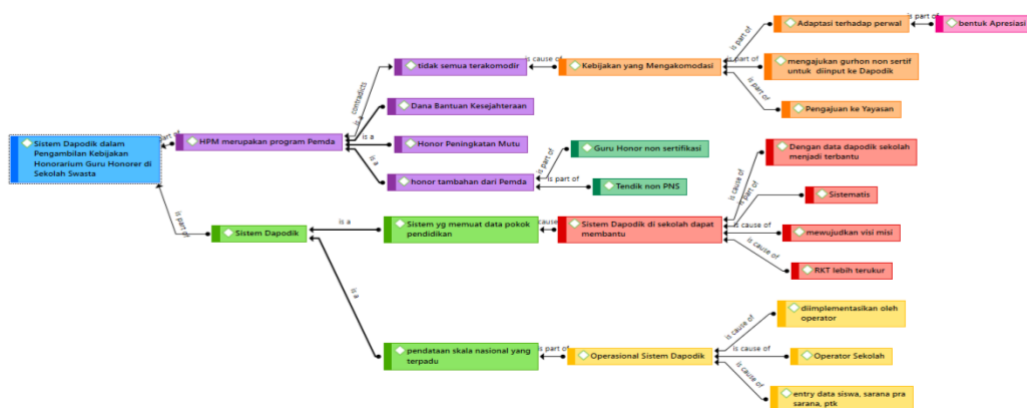 Adaptasi terhadap perwal
is part of
bentuk Apresiasi
is part of
tidak semua terakomodir
is cause of
Kebijakan yang Mengakomodasi
is part of
mengajukan gurhon non sertif
untuk diinput ke Dapodik
contradicts
is part of
Dana Bantuan Kesejahteraan
Pengajuan ke Yayasan
is a
Sistem Dapodik dalam
Pengambilan Kebijakan
Honorarium Guru Honorer di
Sekolah Swasta
part of
HPM merupakan program Pemda
is a
Honor Peningkatan Mutu
Guru Honor non sertifikasi
Dengan data dapodik sekolah
menjadi terbantu
is a
is part of
honor tambahan dari Pemda
is part of
Tendik non PNS
is cause of
is part of
Sistematis
is part of
Sistem Dapodik
is a
Sistem yg memuat data pokok
pendidikan
cause
Sistem Dapodik di sekolah dapat
membantu
is cause of
mewujudkan visi misi
is cause of
RKT lebih terukur
is a
diimplementasikan oleh
operator
is cause of
pendataan skala nasional yang
terpadu
is part of
Operasional Sistem Dapodik
is cause of
Operator Sekolah
is cause of
entry data siswa, sarana pra
sarana, ptk